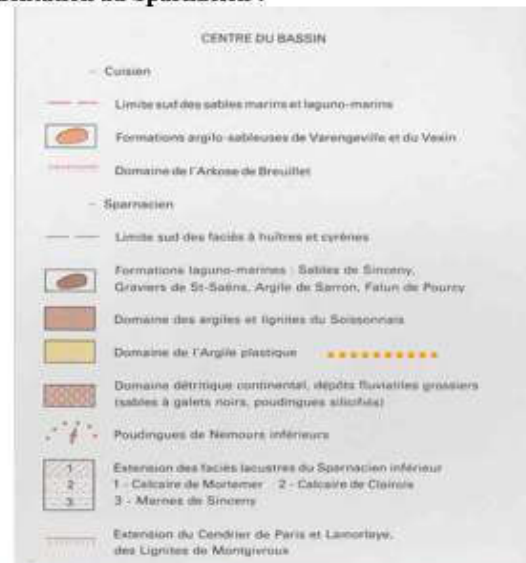 CENTRE DU BASSIN
- Cuisien
Limite sud des sables marins et laguno-marins
Formations argilo-sableuses de Varengeville et du Vexin
Domaine de l'Arkose de Breuillet
- Sparnacien
Limite sud des faciès à huîtres et cyrènes
Formations laguno-marines : Sables de Sinceny,
Graviers de St-Saëns, Argile de Sarron, Falun de Pourcy
Domaine des argiles et lignites du Soissonnais
Domaine de l'Argile plastique
Domaine détritique continental, dépôts fluviatiles grossiers
(sables à galets noirs, poudingues silicifiés)
Poudingues de Nemours inférieurs
1 Extension des faciès lacustres du Sparnacien inférieur
2 1 - Calcaire de Mortemer 2 - Calcaire de Clairoix
3 3 - Marnes de Sinceny
Extension du Cendrier de Paris et Lamorlaye,
des Lignites de Montgivroux